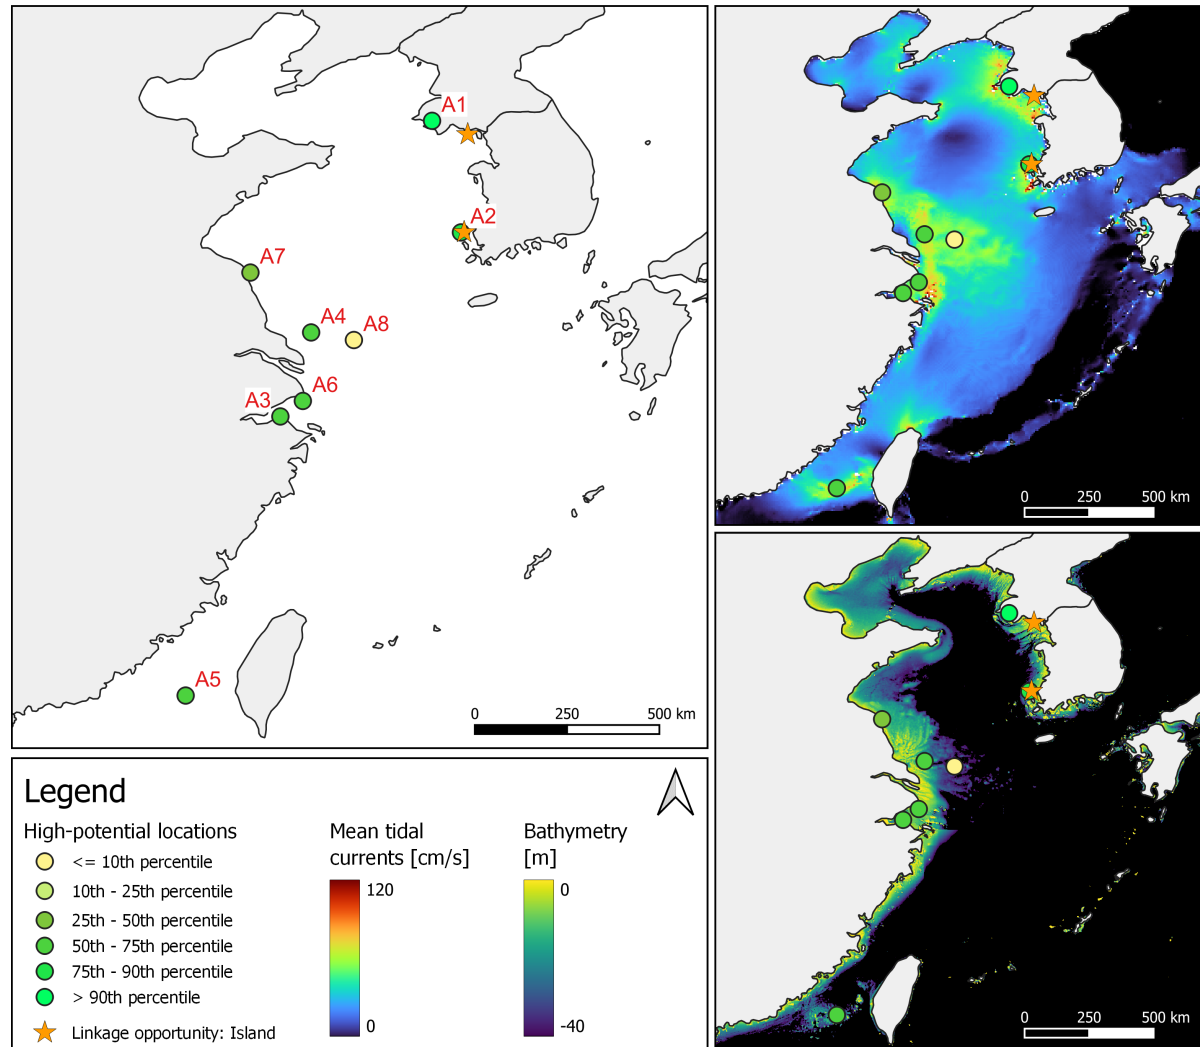 A1
A2
A7
A4
A8
A6
A3
A5
0 250 500 km
0 250 500 km
0 250 500 km
Legend
High-potential locations
<= 10th percentile
10th - 25th percentile
25th - 50th percentile
50th - 75th percentile
75th - 90th percentile
> 90th percentile
Linkage opportunity: Island
Mean tidal
currents [cm/s]
120
0
Bathymetry
[m]
0
-40